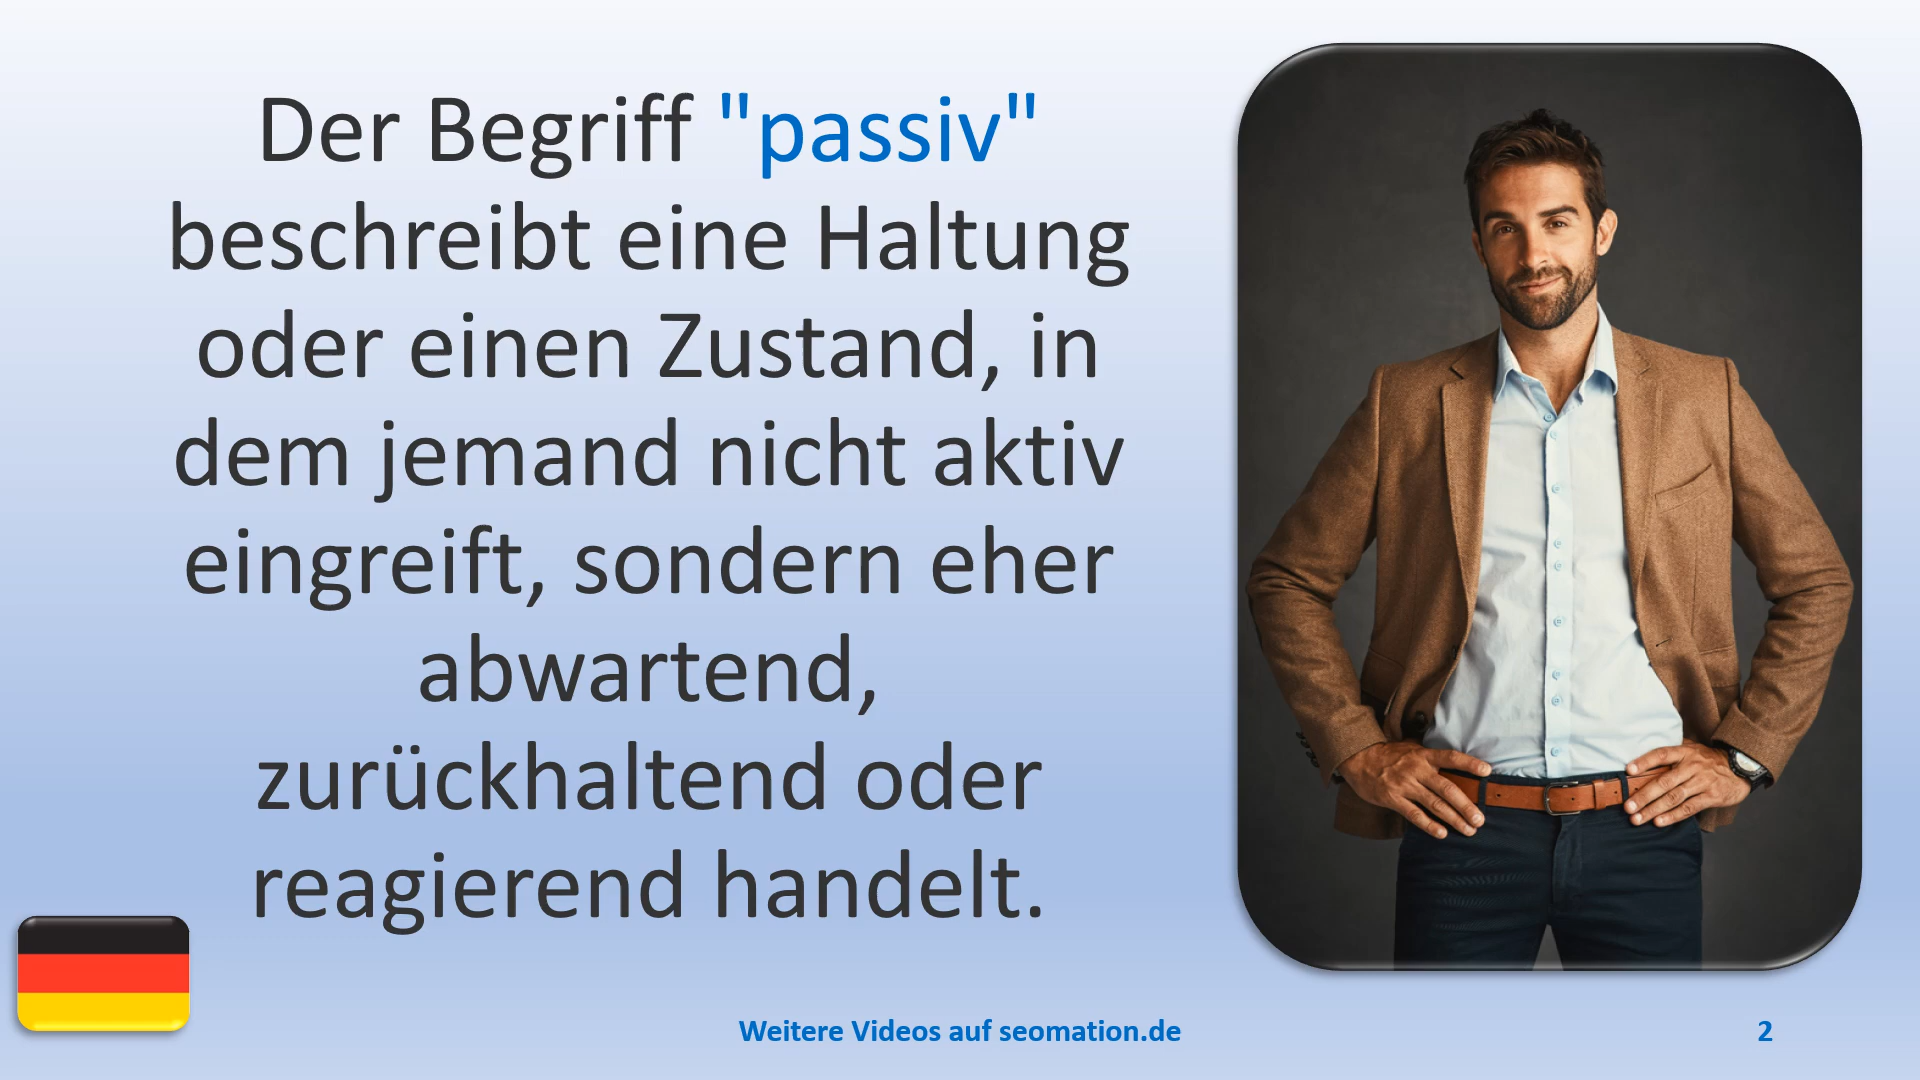 Der Begriff "passiv"
beschreibt eine Haltung
oder einen Zustand, in
dem jemand nicht aktiv
eingreift, sondern eher
abwartend,
zurückhaltend oder
reagierend handelt.
Weitere Videos auf seomation.de
2